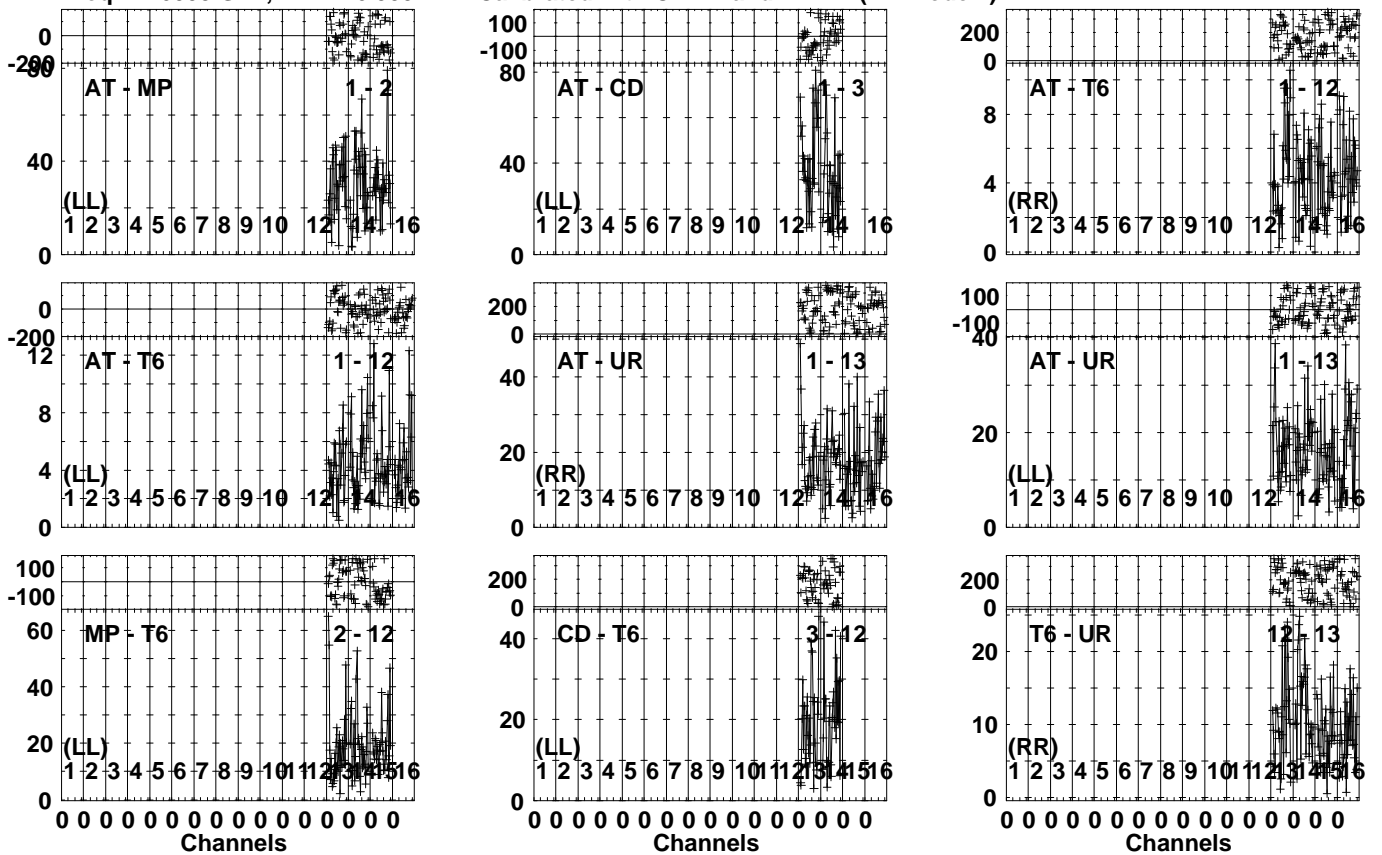 0 100 200
-200 -100 0
80 80 8
AT - MP 1 - 2 AT - CD 1 - 3 AT - T6 1 - 12
40 40 4
(LL) (LL) (RR)
1 2 3 4 5 6 7 8 9 10 12 14 16 1 2 3 4 5 6 7 8 9 10 12 14 16 1 2 3 4 5 6 7 8 9 10 12 14 16
0 0 0
0 200 100
-200 0 -100
12 40 40
AT - T6 1 - 12 AT - UR 1 - 13 AT - UR 1 - 13
8 20 20
4
(LL) (RR) (LL)
1 2 3 4 5 6 7 8 9 10 12 14 16 1 2 3 4 5 6 7 8 9 10 12 14 16 1 2 3 4 5 6 7 8 9 10 12 14 16
0 0 0
100 200 200
-100 0 0
60 40 20
MP - T6 2 - 12 CD - T6 3 - 12 T6 - UR 12 - 13
40 20 10
20
(LL) (LL) (RR)
1 2 3 4 5 6 7 8 9 10 11 12 13 14 15 16 1 2 3 4 5 6 7 8 9 10 11 12 13 14 15 16 1 2 3 4 5 6 7 8 9 10 11 12 13 14 15 16
0 0 0
0 0 0 0 0 0 0 0 0 0 0 0 0 0 0 0 0 0 0 0 0 0 0 0 0 0 0 0 0 0 0 0 0 0 0 0 0 0 0 0 0 0 0 0 0 0 0 0
Channels Channels Channels